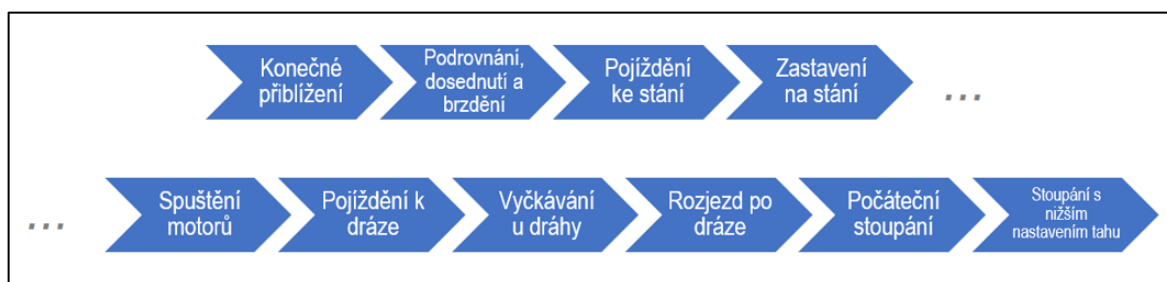 Konečné
přiblížení
Podrovnání,
dosednutí a
brzdění
Pojíždění
ke stání
Zastavení
na stání
...
...
Spuštění
motorů
Pojíždění k
dráze
Vyčkávání
u dráhy
Rozjezd po
dráze
Počáteční
stoupání
Stoupání s
nižším
nastavením tahu